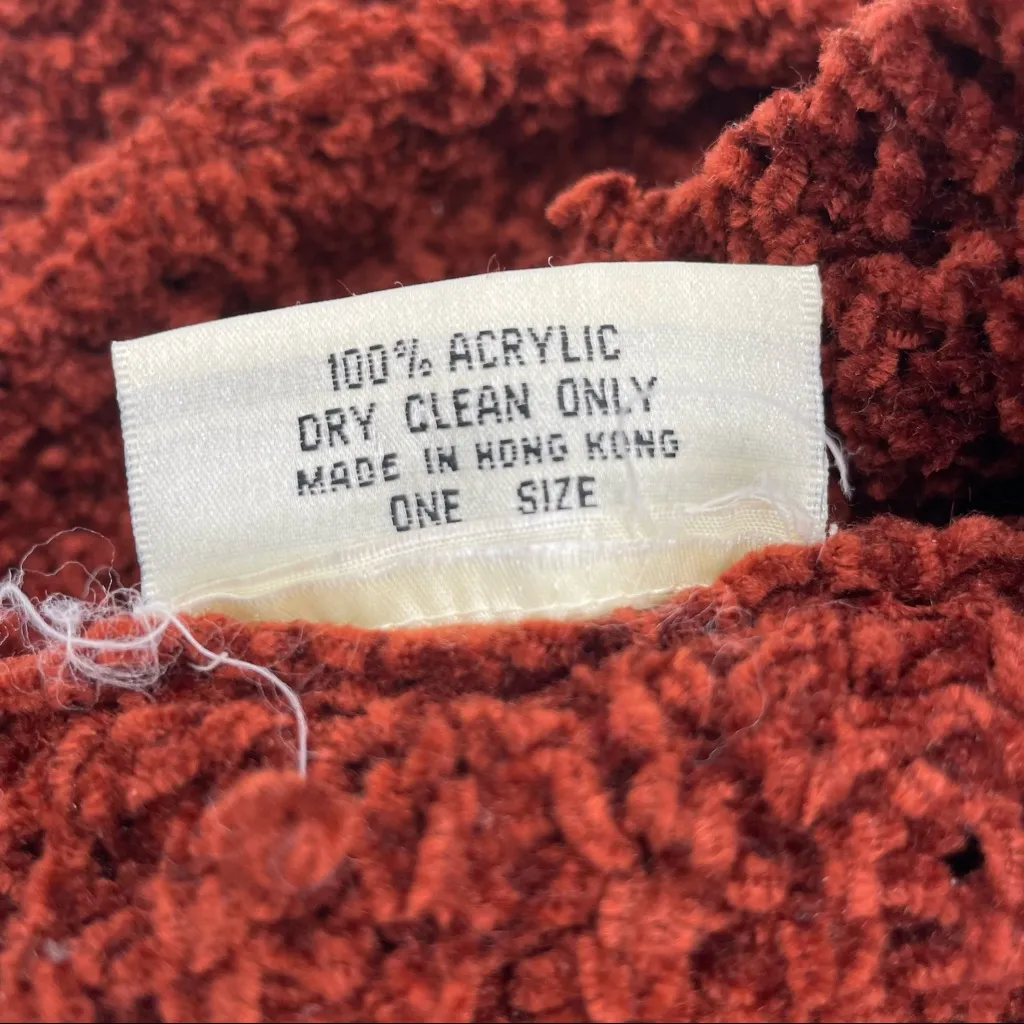 100% ACRYLIC
DRY CLEAN ONLY
MADE IN HONG KONG
ONE SIZE